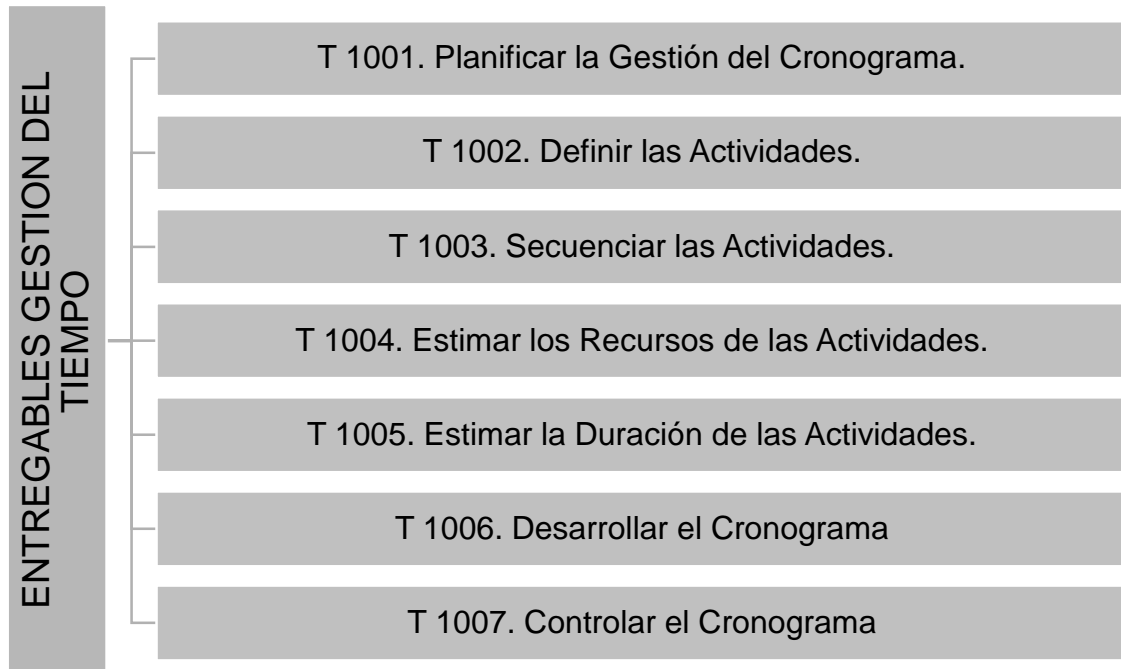 ENTREGABLES GESTION DEL
TIEMPO
T 1001. Planificar la Gestión del Cronograma.
T 1002. Definir las Actividades.
T 1003. Secuenciar las Actividades.
T 1004. Estimar los Recursos de las Actividades.
T 1005. Estimar la Duración de las Actividades.
T 1006. Desarrollar el Cronograma
T 1007. Controlar el Cronograma